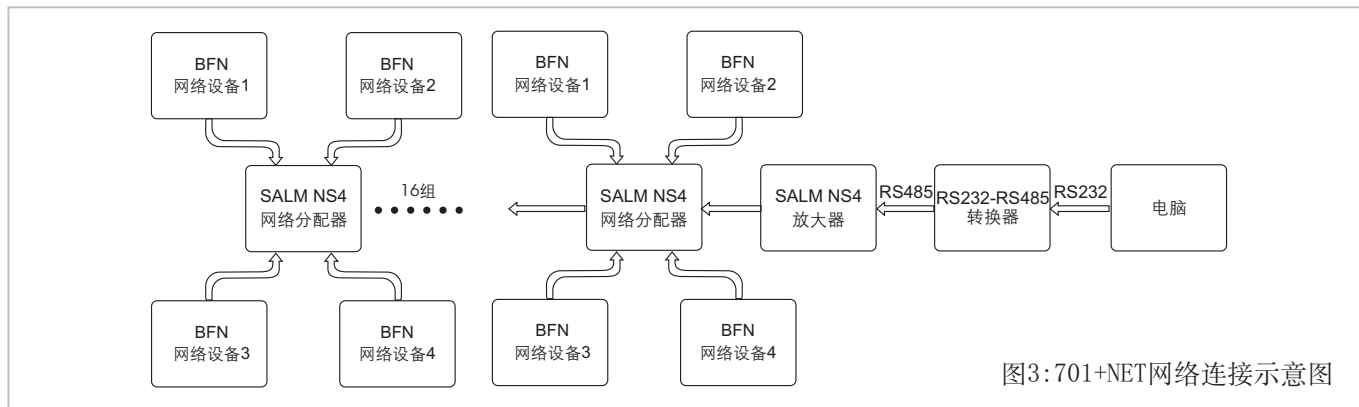 BFN
网络设备1
BFN
网络设备2
BFN
网络设备1
BFN
网络设备2
SALM NS4
网络分配器
16组
SALM NS4
网络分配器
SALM NS4
放大器
RS485
RS232-RS485
转换器
RS232
电脑
BFN
网络设备3
BFN
网络设备4
BFN
网络设备3
BFN
网络设备4
图3:701+NET网络连接示意图